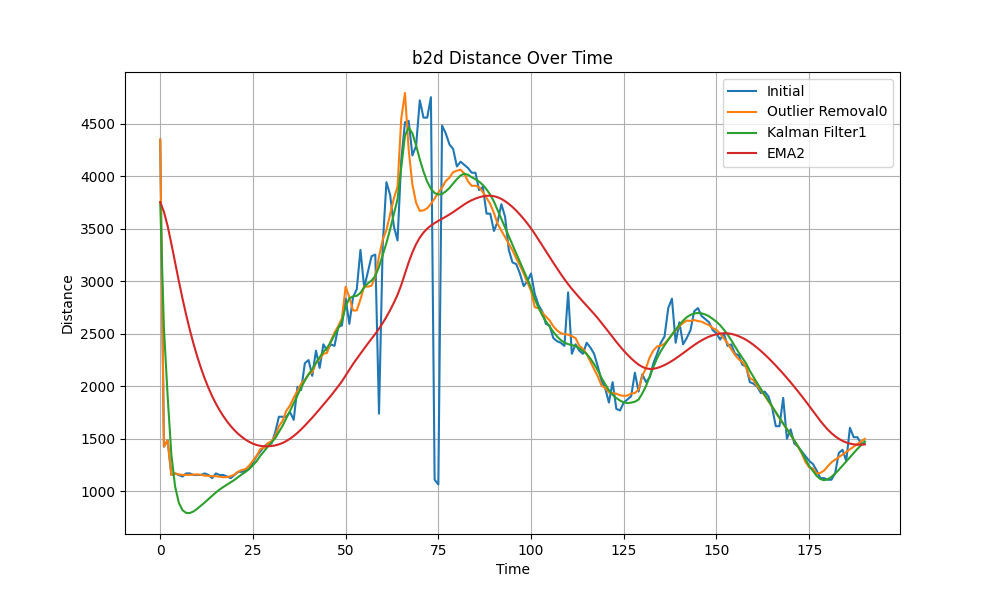 b2d Distance Over Time
Initial
Outlier Removal0
Kalman Filter1
EMA2
Distance
4500
4000
3500
3000
2500
2000
1500
1000
0 25 50 75 100 125 150 175
Time